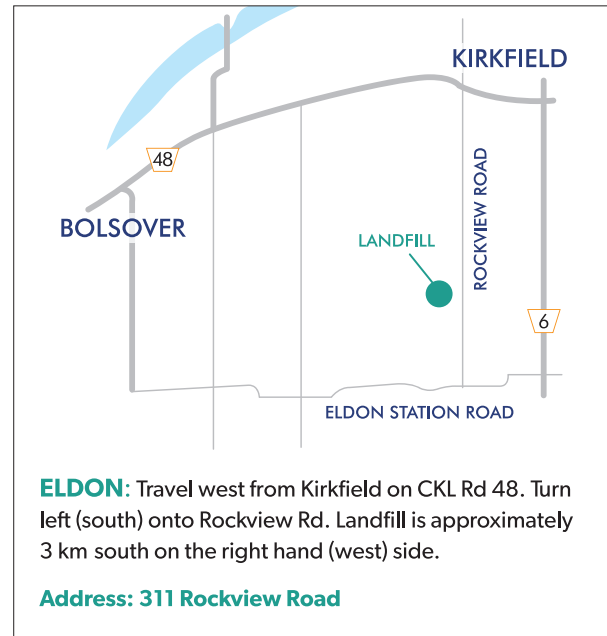 KIRKFIELD
48
BOLSOVER
ROCKVIEW ROAD
LANDFILL
6
ELDON STATION ROAD
ELDON: Travel west from Kirkfield on CKL Rd 48. Turn
left (south) onto Rockview Rd. Landfill is approximately
3 km south on the right hand (west) side.
Address: 311 Rockview Road